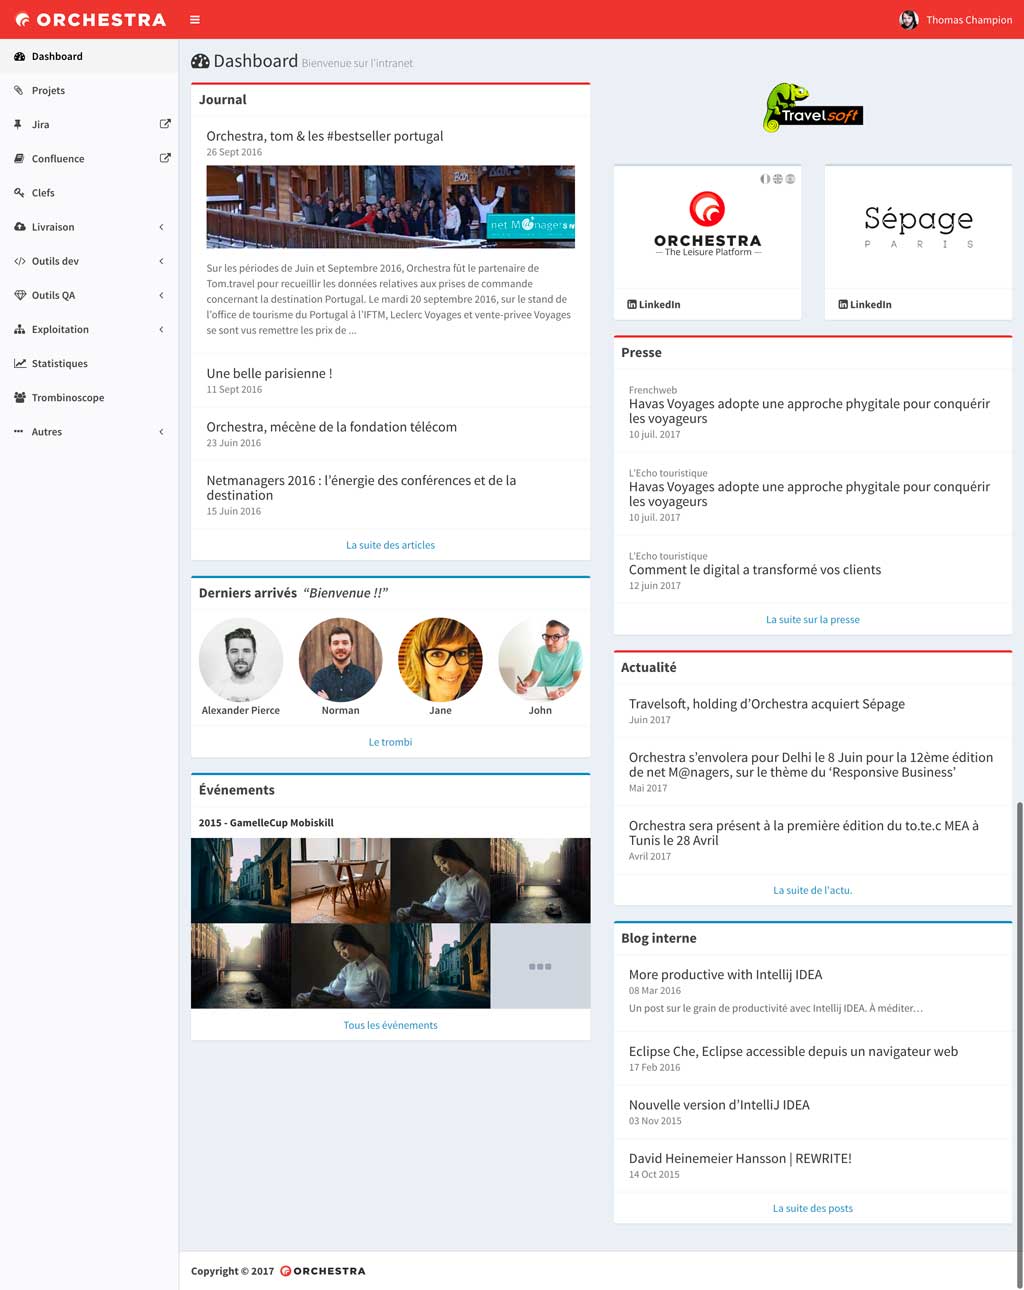 ORCHESTRA
Thomas Champion
Dashboard
Projets
Jira
Confluence
Clefs
Livraison
Outils dev
Outils QA
Exploitation
Statistiques
Trombinoscope
Autres
Dashboard Bienvenue sur l'intranet
Journal
Orchestra, tom & les #bestseller portugal
26 Sept 2016
Bar
net M@nagers
Sur les périodes de Juin et Septembre 2016, Orchestra fût le partenaire de
Tom.travel pour recueillir les données relatives aux prises de commande
concernant la destination Portugal. Le mardi 20 septembre 2016, sur le stand de
l'office de tourisme du Portugal à l'IFTM, Leclerc Voyages et vente-privee Voyages
se sont vus remettre les prix de ...
Une belle parisienne !
11 Sept 2016
Orchestra, mécène de la fondation télécom
23 Juin 2016
Netmanagers 2016 : l'énergie des conférences et de la
destination
15 Juin 2016
La suite des articles
Derniers arrivés “Bienvenue !!”
Alexander Pierce
Norman
Jane
John
Le trombi
Événements
2015 - GamelleCup Mobiskill
Tous les événements
Travelsoft
ORCHESTRA
— The Leisure Platform —
LinkedIn
Sépage
PARIS
LinkedIn
Presse
Frenchweb
Havas Voyages adopte une approche phygitale pour conquérir
les voyageurs
10 juil. 2017
L'Echo touristique
Havas Voyages adopte une approche phygitale pour conquérir
les voyageurs
10 juil. 2017
L'Echo touristique
Comment le digital a transformé vos clients
12 juin 2017
La suite sur la presse
Actualité
Travelsoft, holding d'Orchestra acquiert Sépage
Juin 2017
Orchestra s'envolera pour Delhi le 8 Juin pour la 12ème édition
de net M@nagers, sur le thème du ‘Responsive Business’
Mai 2017
Orchestra sera présent à la première édition du to.te.c MEA à
Tunis le 28 Avril
Avril 2017
La suite de l'actu.
Blog interne
More productive with Intellij IDEA
08 Mar 2016
Un post sur le grain de productivité avec Intellij IDEA. À méditer…
Eclipse Che, Eclipse accessible depuis un navigateur web
17 Feb 2016
Nouvelle version d'IntelliJ IDEA
03 Nov 2015
David Heinemeier Hansson | REWRITE!
14 Oct 2015
La suite des posts
Copyright © 2017 ORCHESTRA